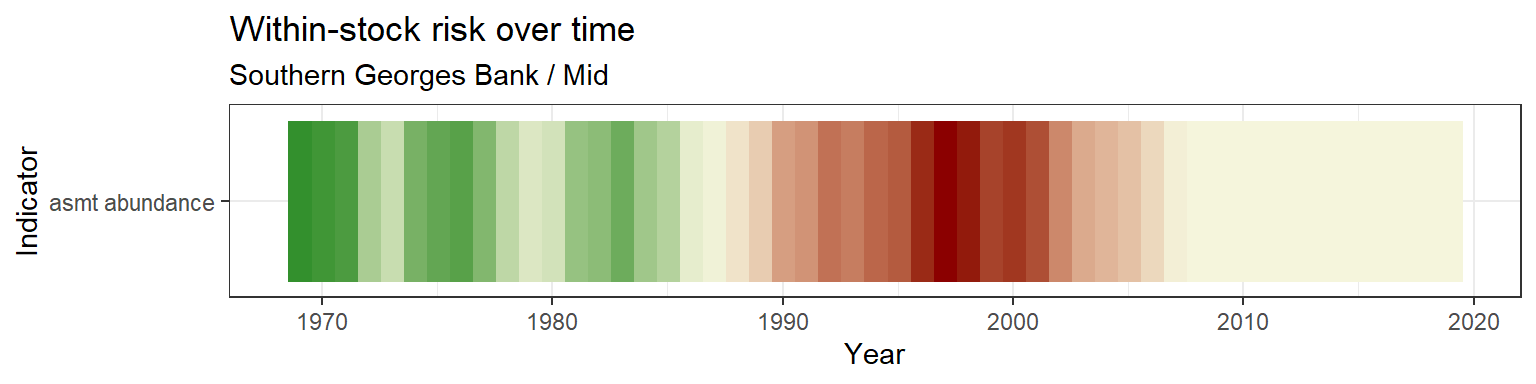 Within-stock risk over time
Southern Georges Bank / Mid
Indicator
asmt abundance
1970 1980 1990 2000 2010 2020
Year